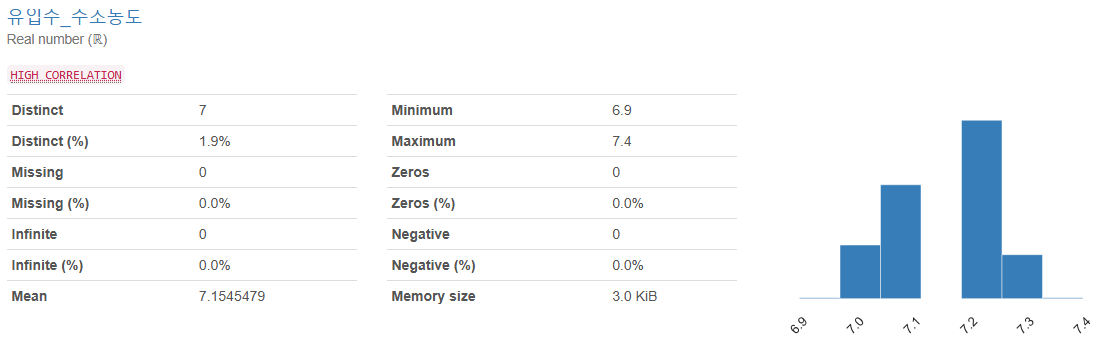 유입수_수소농도
Real number (ℝ)
HIGH CORRELATION
Distinct 7
Distinct (%) 1.9%
Missing 0
Missing (%) 0.0%
Infinite 0
Infinite (%) 0.0%
Mean 7.1545479
Minimum 6.9
Maximum 7.4
Zeros 0
Zeros (%) 0.0%
Negative 0
Negative (%) 0.0%
Memory size 3.0 KiB
6.9 7.0 7.1 7.2 7.3 7.4